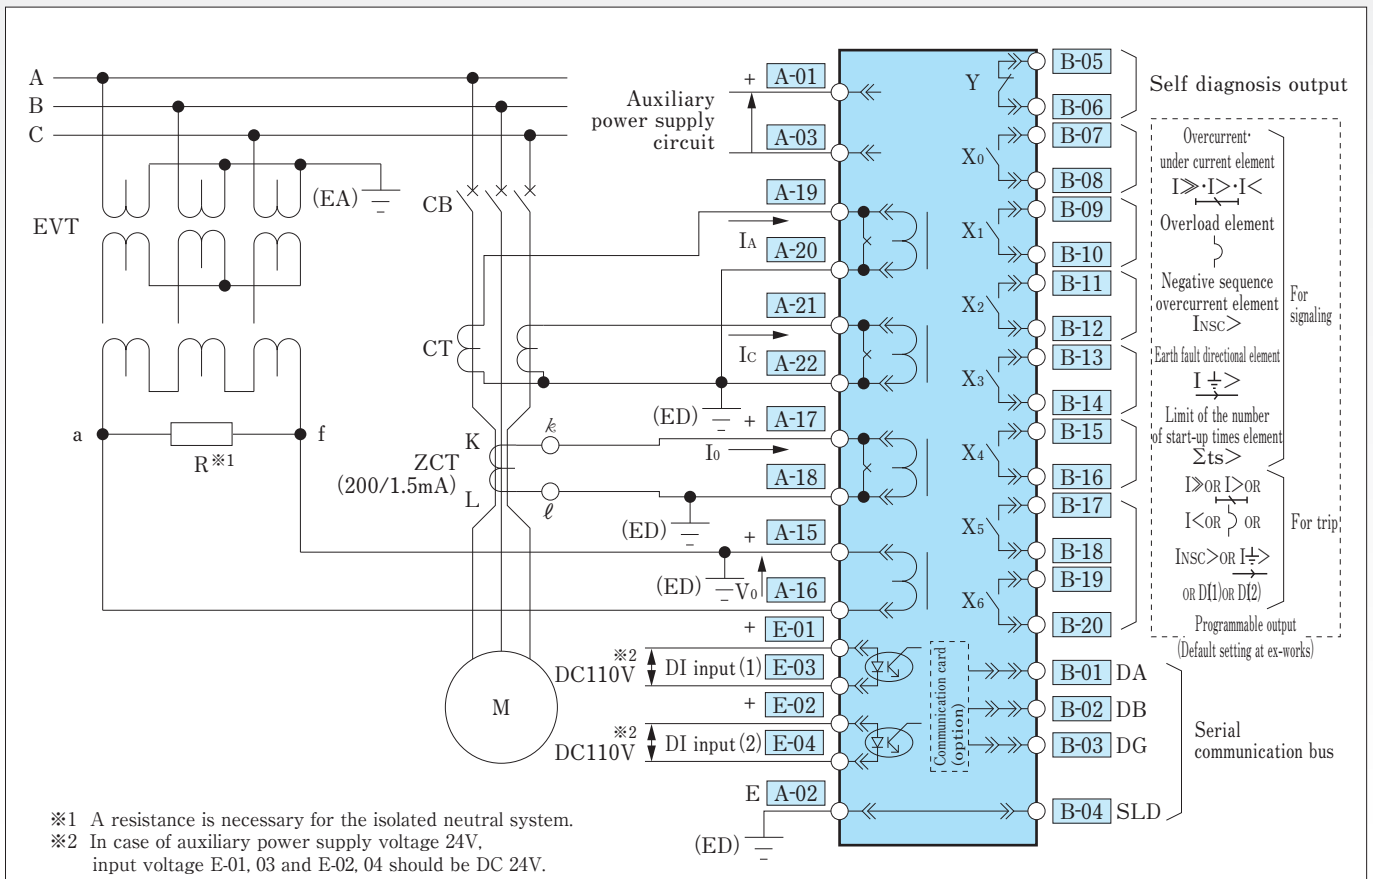 A
B
C
EVT
(EA)
CB
CT
a
f
R※1
K
L
ZCT
(200/1.5mA)
k
ℓ
M
Auxiliary
power supply
circuit
+ A-01
A-03
A-19
IA
A-20
A-21
IC
A-22
(ED)
+ A-17
I0
A-18
(ED)
+ A-15
(ED)
V0
A-16
+ E-01
※2
DC110V
DI input(1)
E-03
+ E-02
※2
DC110V
DI input(2)
E-04
E A-02
(ED)
Communication card
(option)
Y
X0
X1
X2
X3
X4
X5
X6
B-05
B-06
B-07
B-08
B-09
B-10
B-11
B-12
B-13
B-14
B-15
B-16
B-17
B-18
B-19
B-20
B-01 DA
B-02 DB
B-03 DG
B-04 SLD
Self diagnosis output
Overcurrent·
under current element
I≫·I>·I<
Overload element
Negative sequence
overcurrent element
INSC>
Earth fault directional element
I⏚>
Limit of the number
of start-up times element
Σts>
For
signaling
I≫OR I>OR
I<OR OR
INSC>OR I⏚>
OR DI(1)OR DI(2)
For trip
Programmable output
(Default setting at ex-works)
Serial
communication bus
※1 A resistance is necessary for the isolated neutral system.
※2 In case of auxiliary power supply voltage 24V,
input voltage E-01, 03 and E-02, 04 should be DC 24V.